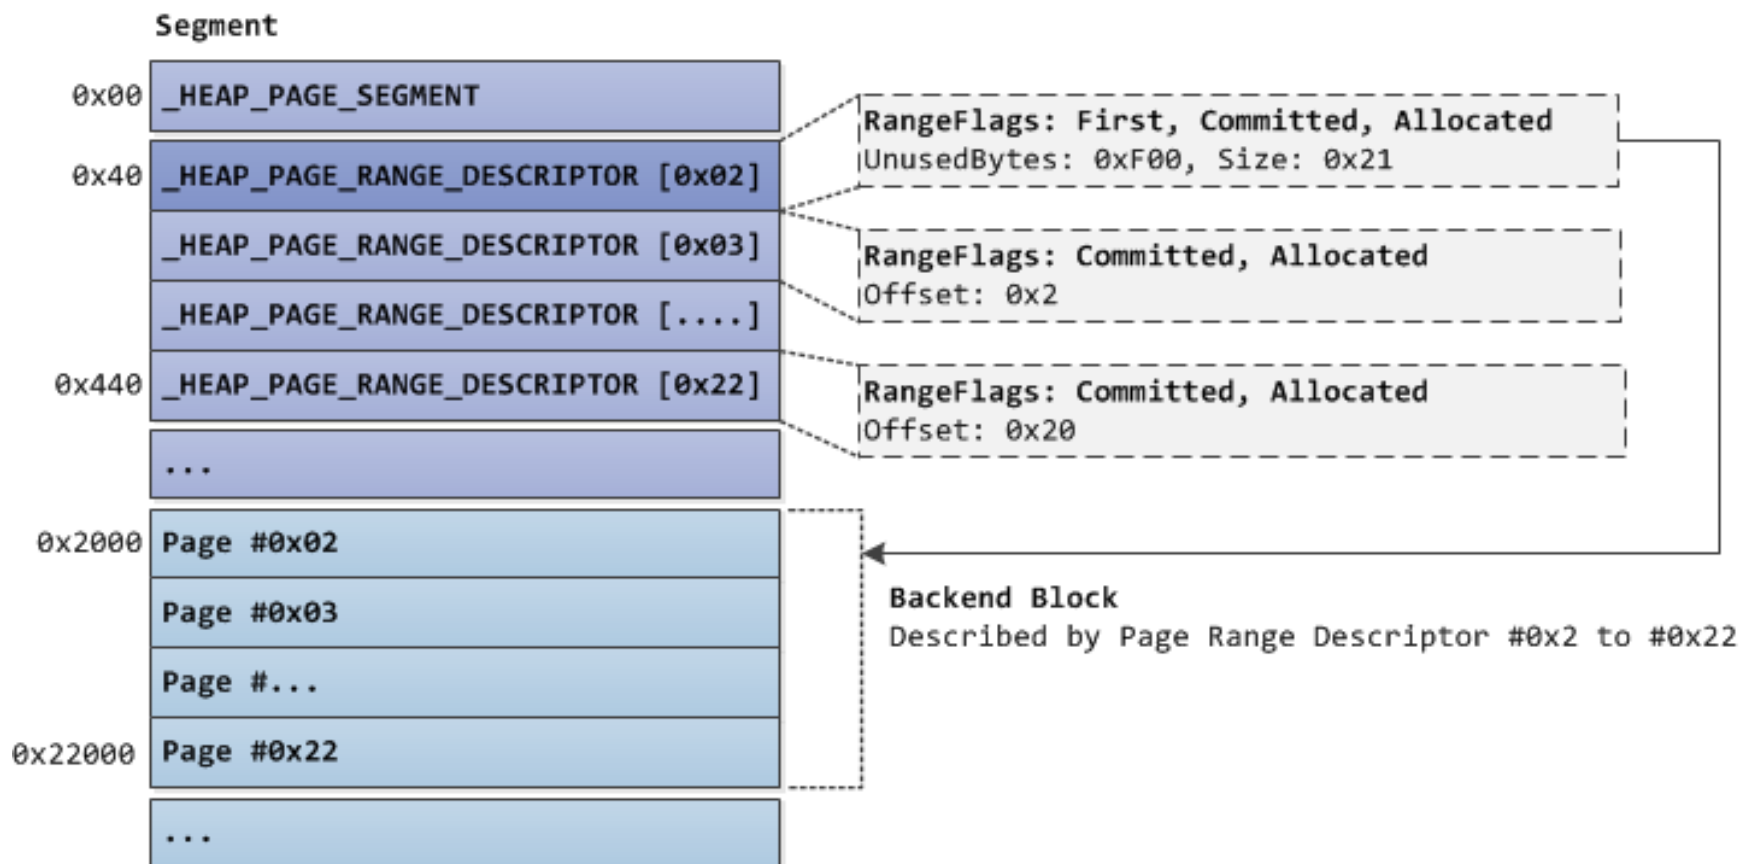 Segment
0x00 _HEAP_PAGE_SEGMENT
RangeFlags: First, Committed, Allocated
UnusedBytes: 0xF00, Size: 0x21
0x40 _HEAP_PAGE_RANGE_DESCRIPTOR [0x02]
_HEAP_PAGE_RANGE_DESCRIPTOR [0x03]
RangeFlags: Committed, Allocated
Offset: 0x2
_HEAP_PAGE_RANGE_DESCRIPTOR [....]
0x440 _HEAP_PAGE_RANGE_DESCRIPTOR [0x22]
RangeFlags: Committed, Allocated
Offset: 0x20
...
0x2000 Page #0x02
Page #0x03
Backend Block
Described by Page Range Descriptor #0x2 to #0x22
Page #...
0x22000 Page #0x22
...